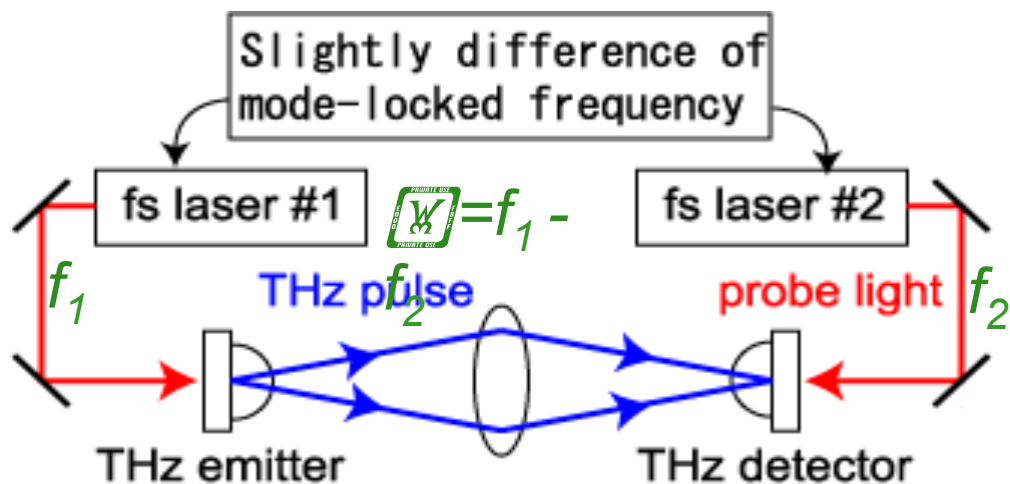 Slightly difference of
mode-locked frequency
fs laser #1
=f1 -
f2
fs laser #2
f1
THz pulse
probe light
f2
THz emitter
THz detector